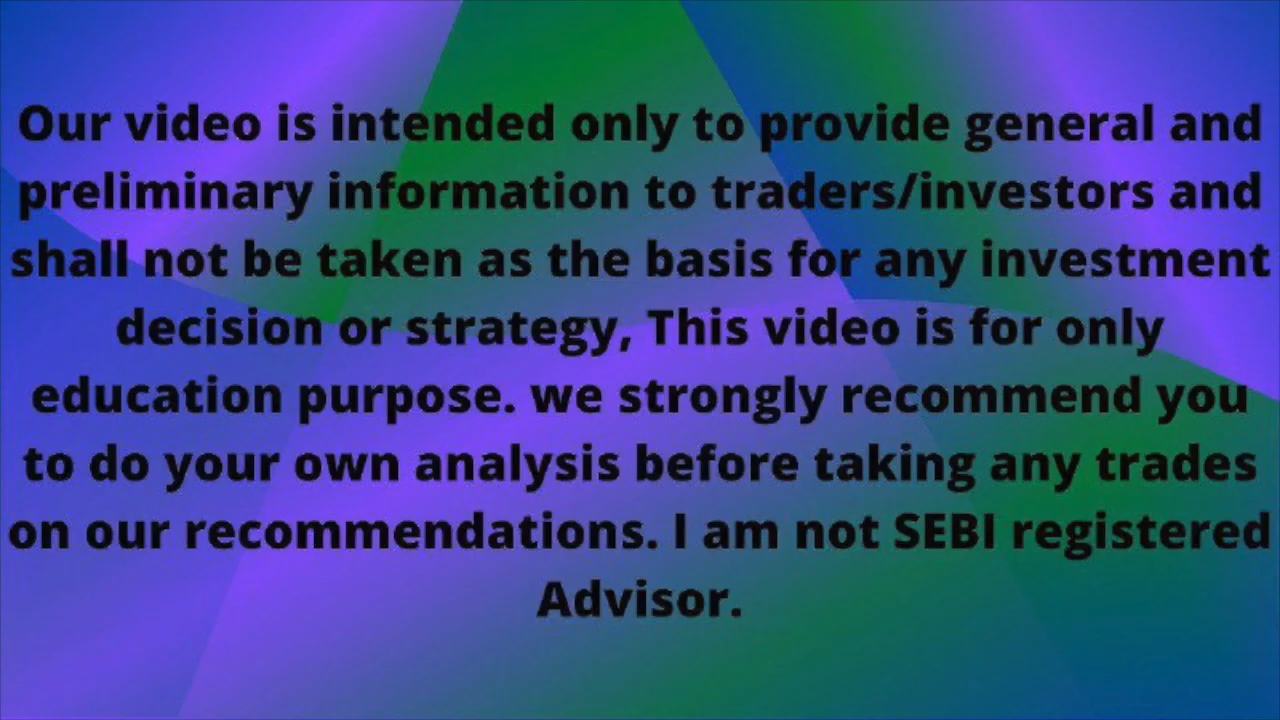 Our video is intended only to provide general and
preliminary information to traders/investors and
shall not be taken as the basis for any investment
decision or strategy, This video is for only
education purpose. we strongly recommend you
to do your own analysis before taking any trades
on our recommendations. I am not SEBI registered
Advisor.